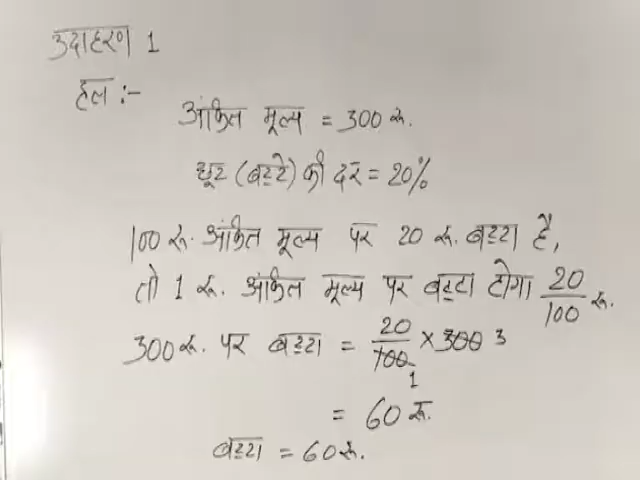 उदाहरण 1
हल :-
अंकित मूल्य = 300 रू.
छूट (बट्टे) की दर = 20%
100 रू. अंकित मूल्य पर 20 रू. बट्टा है,
तो 1 रू. अंकित मूल्य पर बट्टा होगा 20/100 रू.
300 रू. पर बट्टा = 20/100 × 300 3
1
= 60 रू.
बट्टा = 60 रू.